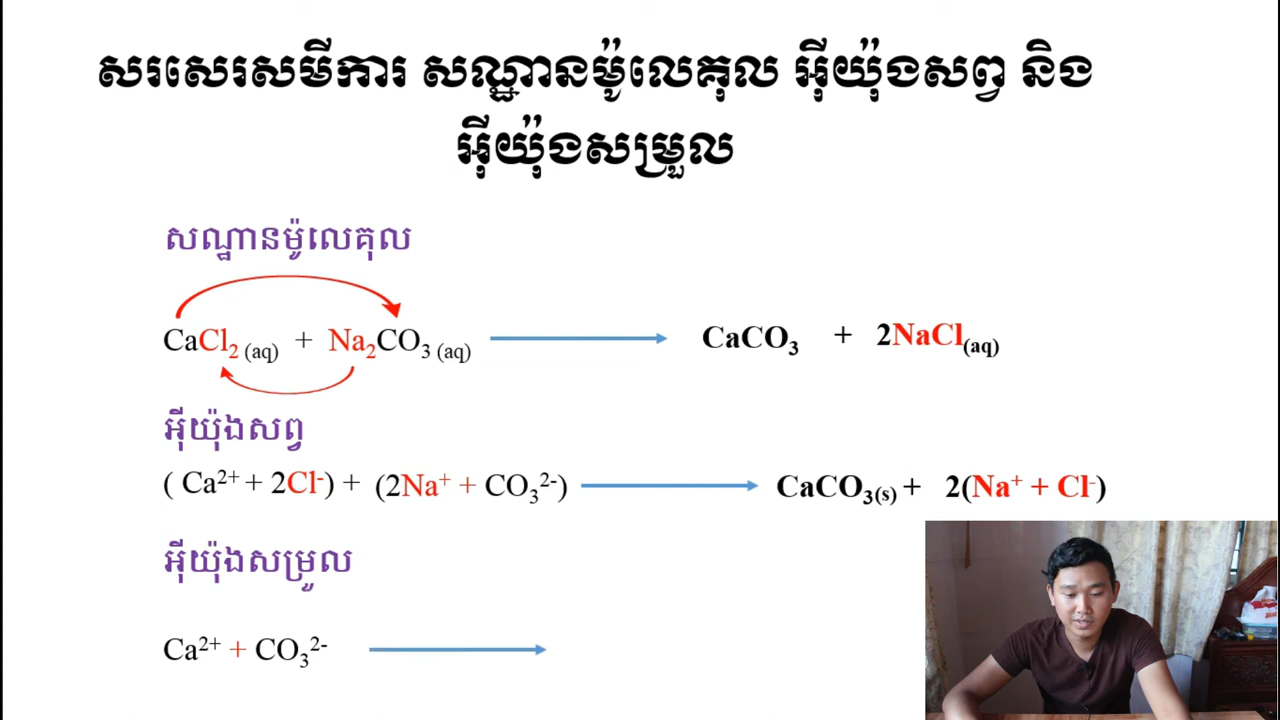 សរសេរសមីការ សណ្ឋានម៉ូលេគុល អ៊ីយ៉ុងសព្វ និង
អ៊ីយ៉ុងសម្រួល
សណ្ឋានម៉ូលេគុល
CaCl₂ (aq) + Na₂CO₃ (aq) ⟶ CaCO₃ + 2NaCl(aq)
អ៊ីយ៉ុងសព្វ
( Ca²⁺ + 2Cl⁻) + (2Na⁺ + CO₃²⁻) ⟶ CaCO₃(s) + 2(Na⁺ + Cl⁻)
អ៊ីយ៉ុងសម្រួល
Ca²⁺ + CO₃²⁻ ⟶